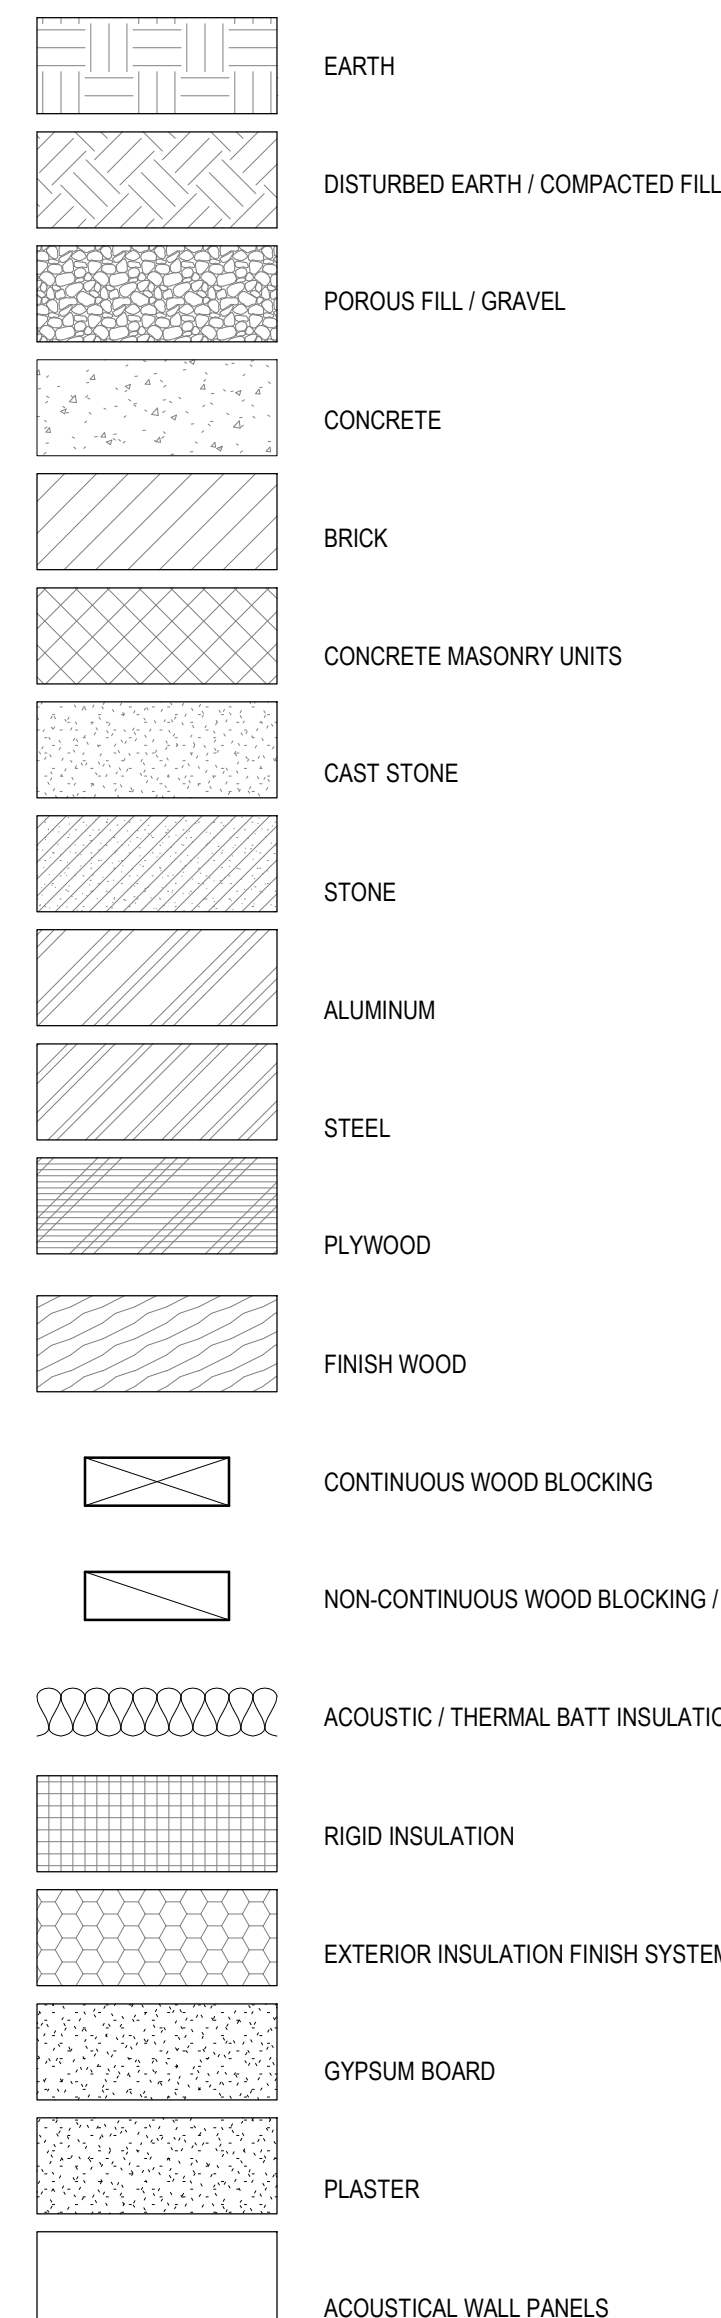 EARTH
DISTURBED EARTH / COMPACTED FILL
POROUS FILL / GRAVEL
CONCRETE
BRICK
CONCRETE MASONRY UNITS
CAST STONE
STONE
ALUMINUM
STEEL
PLYWOOD
FINISH WOOD
CONTINUOUS WOOD BLOCKING
NON-CONTINUOUS WOOD BLOCKING /
ACOUSTIC / THERMAL BATT
RIGID INSULATION
EXTERIOR INSULATION FINISH
GYPSUM BOARD
PLASTER
ACOUSTICAL WALL PANELS